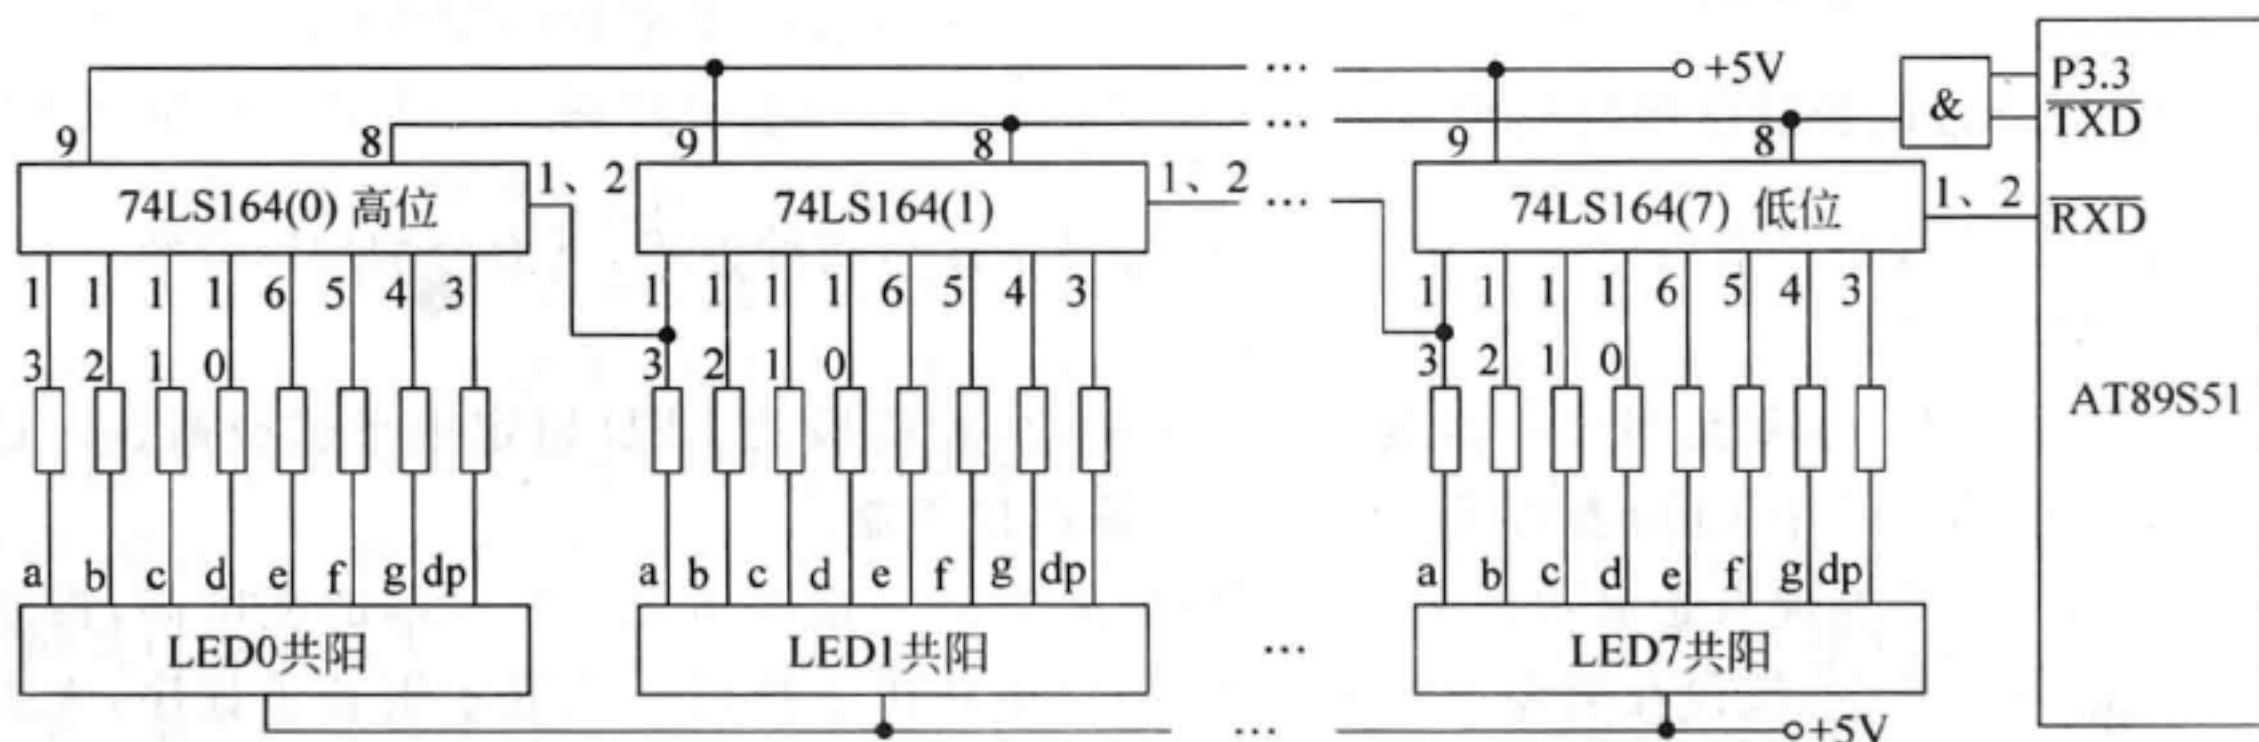 +5V
&
P3.3
T̅X̅D̅
9 8 9 8 9 8
1、2 1、2 1、2
R̅X̅D̅
74LS164(0) 高位
74LS164(1)
74LS164(7) 低位
... ... ...
1 1 1 1 6 5 4 3
3 2 1 0
1 1 1 1 6 5 4 3
3 2 1 0
1 1 1 1 6 5 4 3
3 2 1 0
AT89S51
a b c d e f g dp
a b c d e f g dp
a b c d e f g dp
LED0共阳
LED1共阳
...
LED7共阳
...
+5V